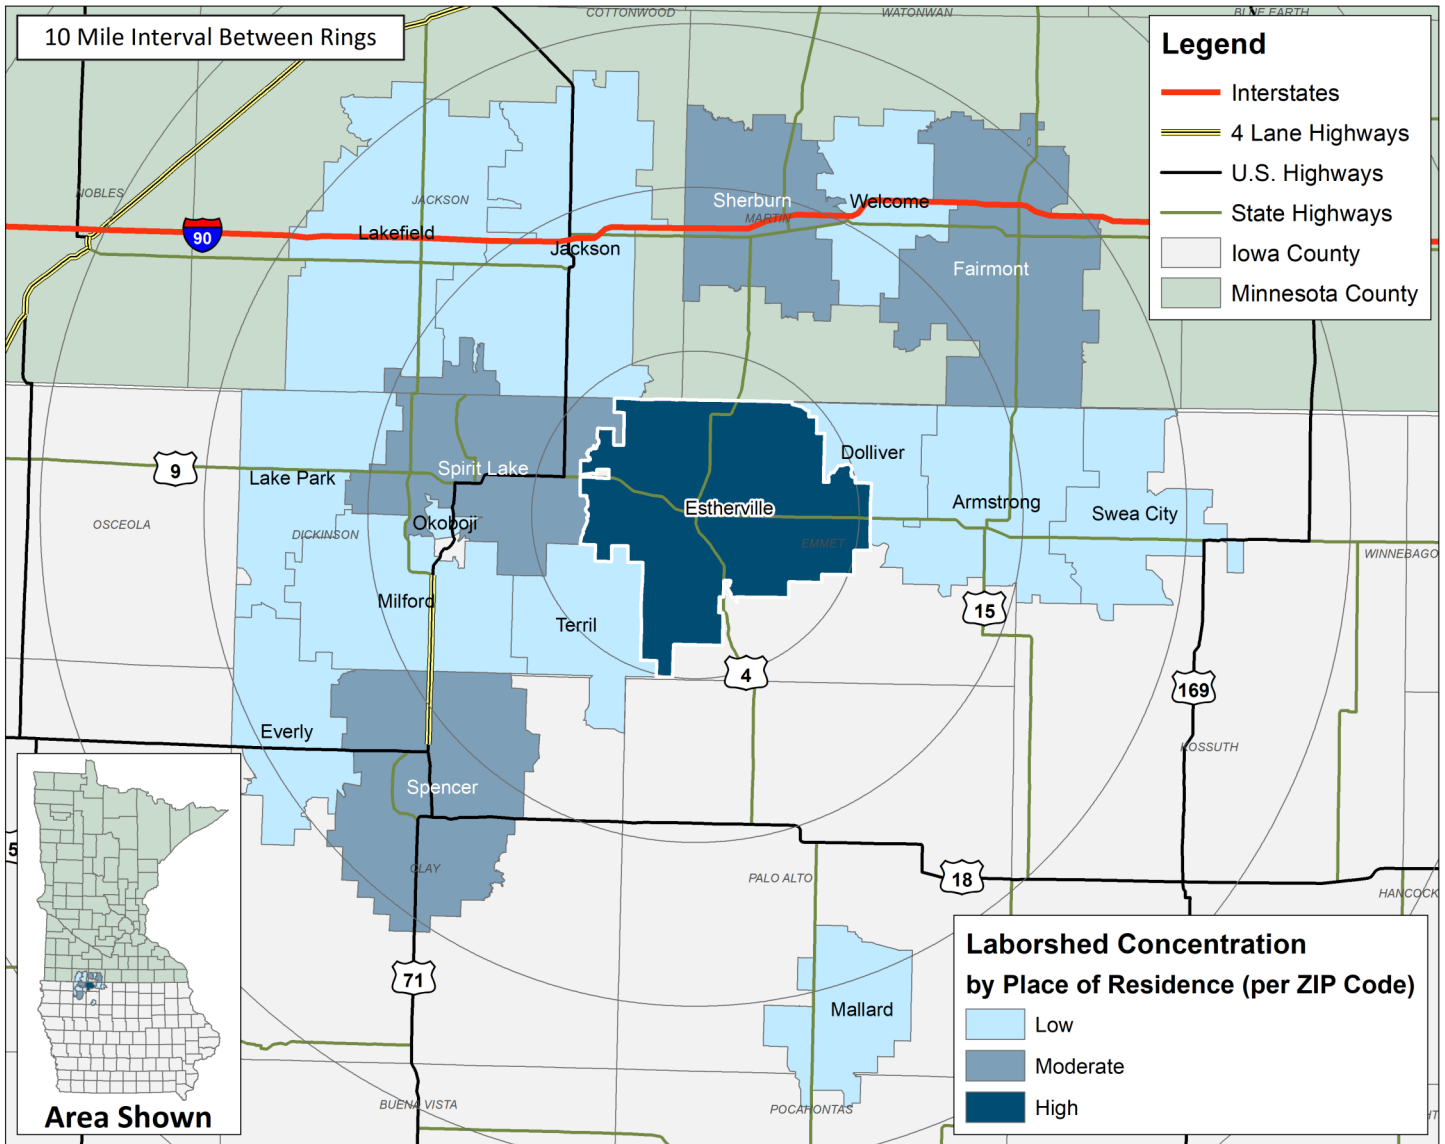 10 Mile Interval Between Rings
COTTONWOOD
WATONWAN
BLUE EARTH
Legend
Interstates
4 Lane Highways
U.S. Highways
State Highways
Iowa County
Minnesota County
NOBLES
JACKSON
Sherburn
Welcome
MARTIN
90
Lakefield
Jackson
Fairmont
9
Lake Park
Spirit Lake
Dolliver
Estherville
Armstrong
Swea City
OSCEOLA
DICKINSON
Okoboji
EMMET
WINNEBAGO
Milford
Terril
15
4
169
Everly
KOSSUTH
Spencer
5
CLAY
PALO ALTO
18
HANCOCK
71
Mallard
BUENA VISTA
POCAHONTAS
Area Shown
Laborshed Concentration
by Place of Residence (per ZIP Code)
Low
Moderate
High